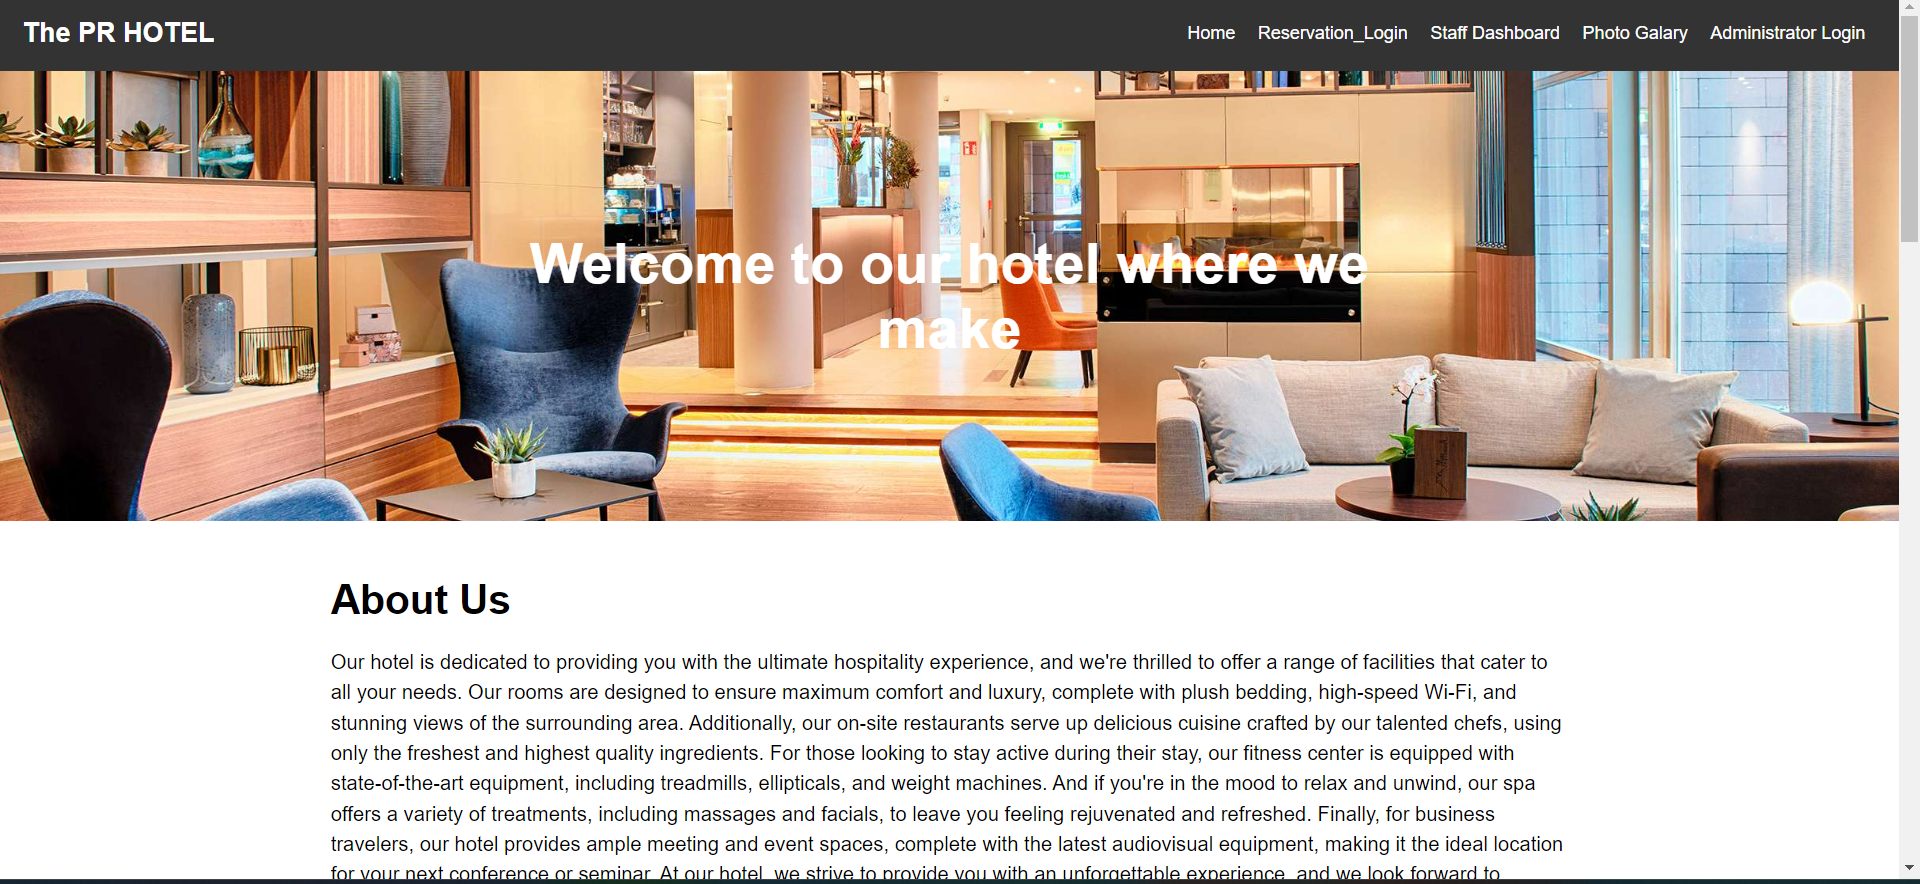 The PR HOTEL
Home Reservation_Login Staff Dashboard Photo Galary Administrator Login
Welcome to our hotel where we
make
About Us
Our hotel is dedicated to providing you with the ultimate hospitality experience, and we're thrilled to offer a range of facilities that cater to
all your needs. Our rooms are designed to ensure maximum comfort and luxury, complete with plush bedding, high-speed Wi-Fi, and
stunning views of the surrounding area. Additionally, our on-site restaurants serve up delicious cuisine crafted by our talented chefs, using
only the freshest and highest quality ingredients. For those looking to stay active during their stay, our fitness center is equipped with
state-of-the-art equipment, including treadmills, ellipticals, and weight machines. And if you're in the mood to relax and unwind, our spa
offers a variety of treatments, including massages and facials, to leave you feeling rejuvenated and refreshed. Finally, for business
travelers, our hotel provides ample meeting and event spaces, complete with the latest audiovisual equipment, making it the ideal location
for your next conference or seminar. At our hotel, we strive to provide you with an unforgettable experience, and we look forward to